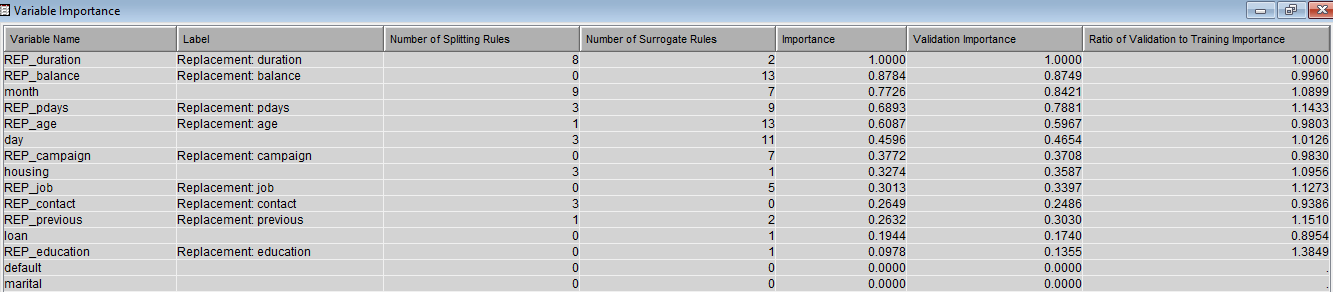 Variable Importance
Variable Name Label Number of Splitting Rules Number of Surrogate Rules Importance Validation Importance Ratio of Validation to Training Importance
REP_duration Replacement: duration 8 2 1.0000 1.0000 1.0000
REP_balance Replacement: balance 0 13 0.8784 0.8749 0.9960
month 9 7 0.7726 0.8421 1.0899
REP_pdays Replacement: pdays 3 9 0.6893 0.7881 1.1433
REP_age Replacement: age 1 13 0.6087 0.5967 0.9803
day 3 11 0.4596 0.4654 1.0126
REP_campaign Replacement: campaign 0 7 0.3772 0.3708 0.9830
housing 3 1 0.3274 0.3587 1.0956
REP_job Replacement: job 0 5 0.3013 0.3397 1.1273
REP_contact Replacement: contact 3 0 0.2649 0.2486 0.9386
REP_previous Replacement: previous 1 2 0.2632 0.3030 1.1510
loan 0 1 0.1944 0.1740 0.8954
REP_education Replacement: education 0 1 0.0978 0.1355 1.3849
default 0 0 0.0000 0.0000 .
marital 0 0 0.0000 0.0000 .